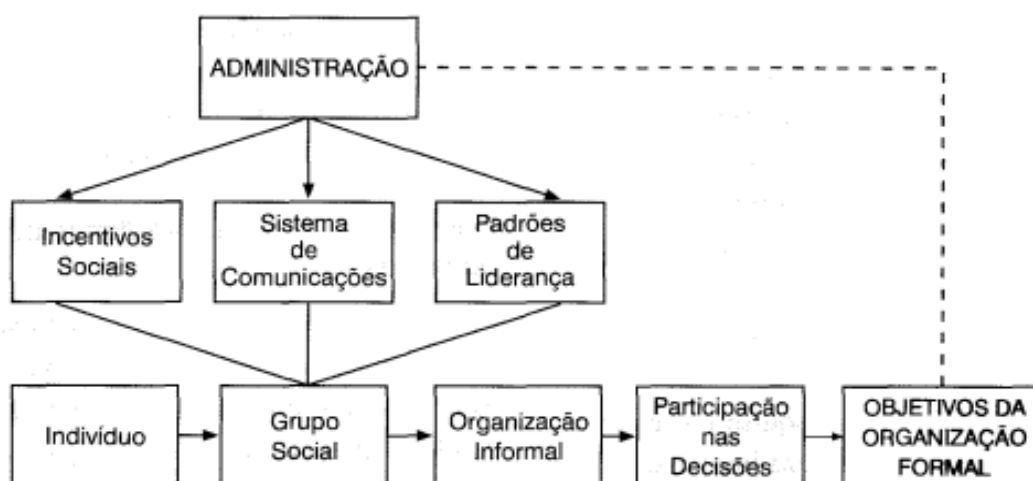 ADMINISTRAÇÃO
Incentivos
Sociais
Sistema
de
Comunicações
Padrões
de
Liderança
Indivíduo
Grupo
Social
Organização
Informal
Participação
nas
Decisões
OBJETIVOS DA
ORGANIZAÇÃO
FORMAL